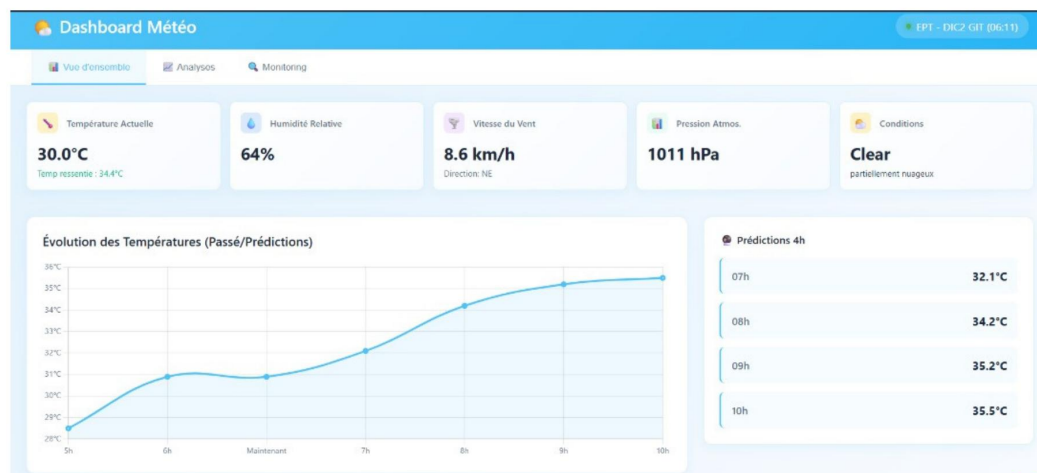 Dashboard Météo
EPT - DIC2 GIT (06:11)
Vue d'ensemble
Analyses
Monitoring
Température Actuelle
30.0°C
Temp ressentie : 34.4°C
Humidité Relative
64%
Vitesse du Vent
8.6 km/h
Direction: NE
Pression Atmos.
1011 hPa
Conditions
Clear
partiellement nuageux
Évolution des Températures (Passé/Prédictions)
36°C
35°C
34°C
33°C
32°C
31°C
30°C
29°C
28°C
5h 6h Maintenant 7h 8h 9h 10h
Prédictions 4h
07h 32.1°C
08h 34.2°C
09h 35.2°C
10h 35.5°C